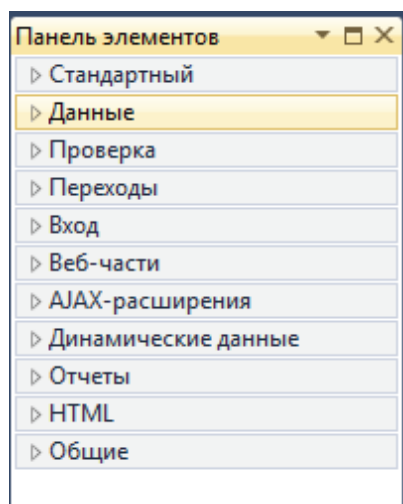 Панель элементов
Стандартный
Данные
Проверка
Переходы
Вход
Веб-части
AJAX-расширения
Динамические данные
Отчеты
HTML
Общие